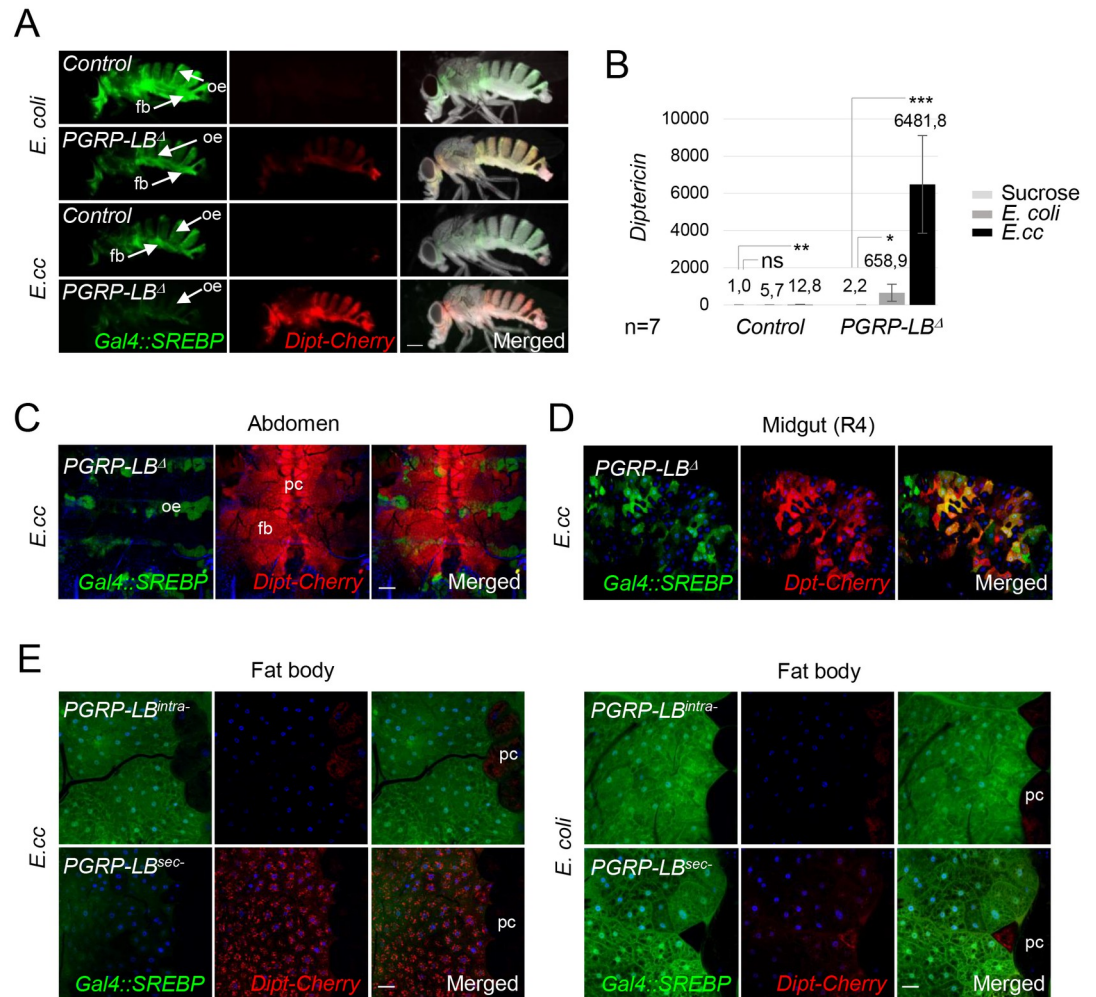 A
E. coli
E.cc
Control
oe
fb
PGRP-LBΔ
oe
fb
Control
oe
fb
PGRP-LBΔ
oe
Gal4::SREBP
Dipt-Cherry
Merged
B
Diptericin
10000
8000
6000
4000
2000
0
***
6481,8
*
658,9
**
ns
1,0
5,7
12,8
2,2
n=7
Control
PGRP-LBΔ
Sucrose
E. coli
E.cc
C
Abdomen
E.cc
PGRP-LBΔ
oe
pc
fb
Gal4::SREBP
Dipt-Cherry
Merged
D
Midgut (R4)
E.cc
PGRP-LBΔ
Gal4::SREBP
Dpt-Cherry
Merged
E
Fat body
E.cc
PGRP-LBintra-
pc
PGRP-LBsec-
pc
Gal4::SREBP
Dipt-Cherry
Merged
Fat body
E. coli
PGRP-LBintra-
pc
PGRP-LBsec-
pc
Gal4::SREBP
Dipt-Cherry
Merged